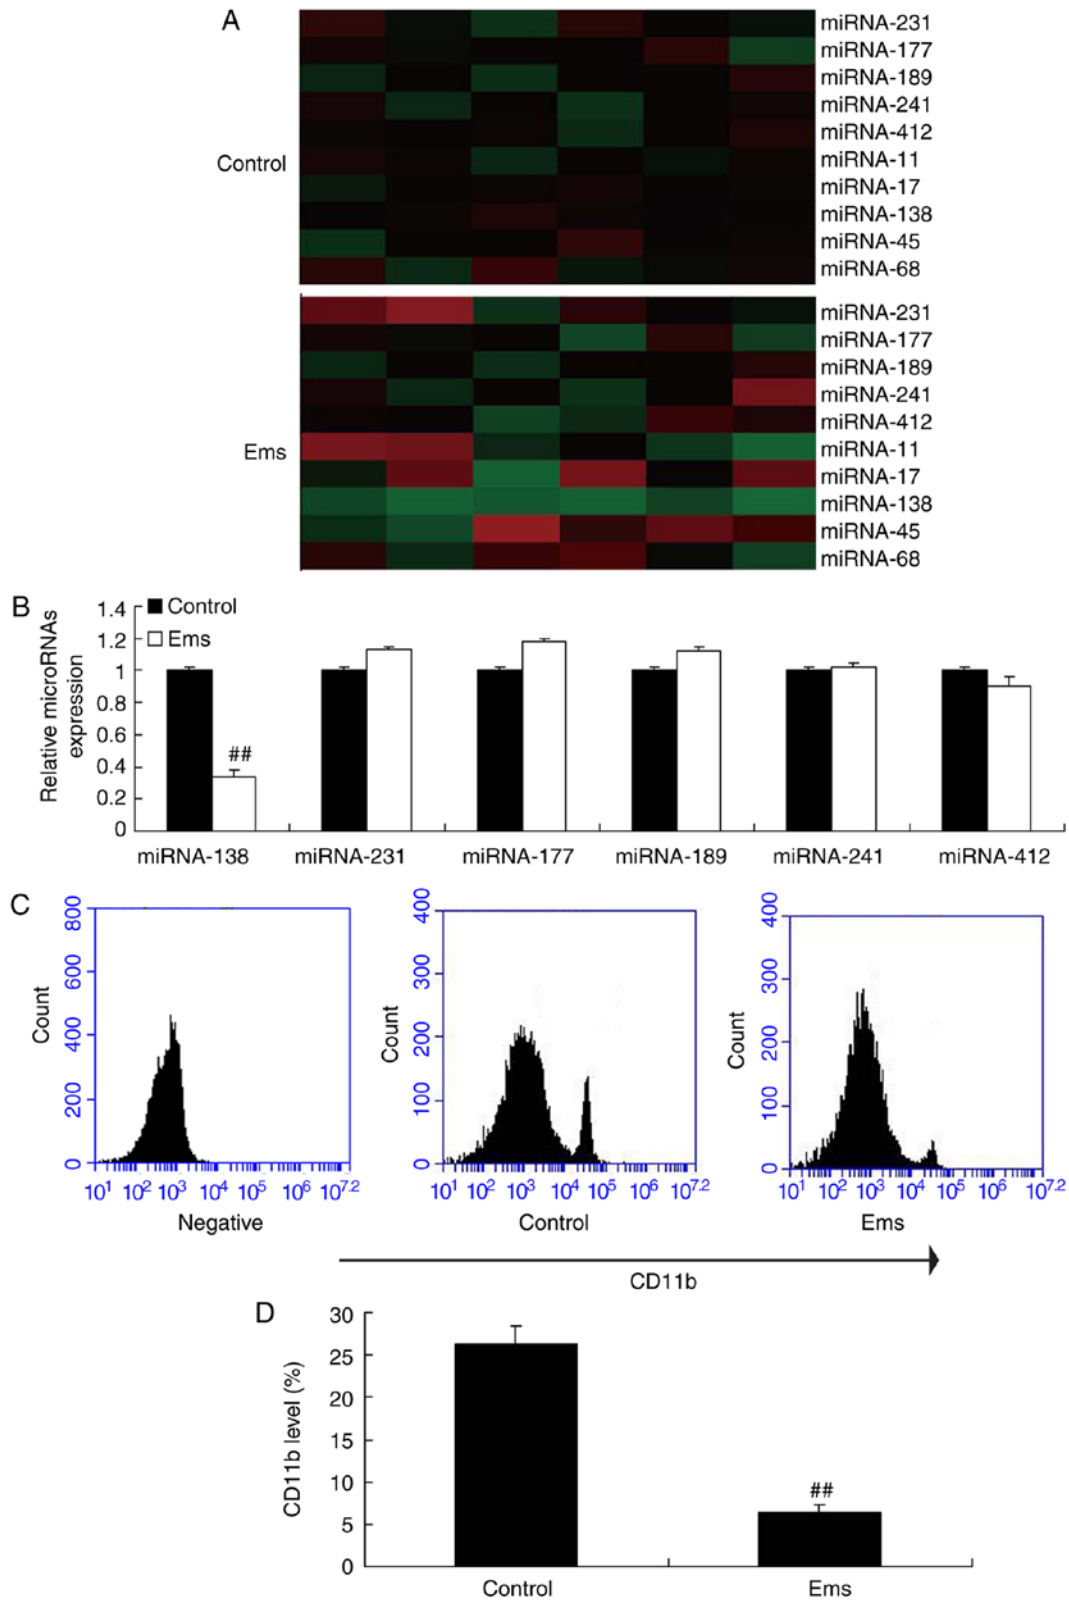 A
miRNA-231
miRNA-177
miRNA-189
miRNA-241
miRNA-412
miRNA-11
miRNA-17
miRNA-138
miRNA-45
miRNA-68
Control
miRNA-231
miRNA-177
miRNA-189
miRNA-241
miRNA-412
miRNA-11
miRNA-17
miRNA-138
miRNA-45
miRNA-68
Ems
B
Relative microRNAs
expression
1.4
1.2
1
0.8
0.6
0.4
0.2
0
Control
Ems
##
miRNA-138 miRNA-231 miRNA-177 miRNA-189 miRNA-241 miRNA-412
C
Count
800
600
400
200
0
10¹ 10² 10³ 10⁴ 10⁵ 10⁶ 10⁷·²
Negative
Count
400
300
200
100
0
10¹ 10² 10³ 10⁴ 10⁵ 10⁶ 10⁷·²
Control
Count
400
300
200
100
0
10¹ 10² 10³ 10⁴ 10⁵ 10⁶ 10⁷·²
Ems
CD11b
D
CD11b level (%)
30
25
20
15
10
5
0
##
Control Ems